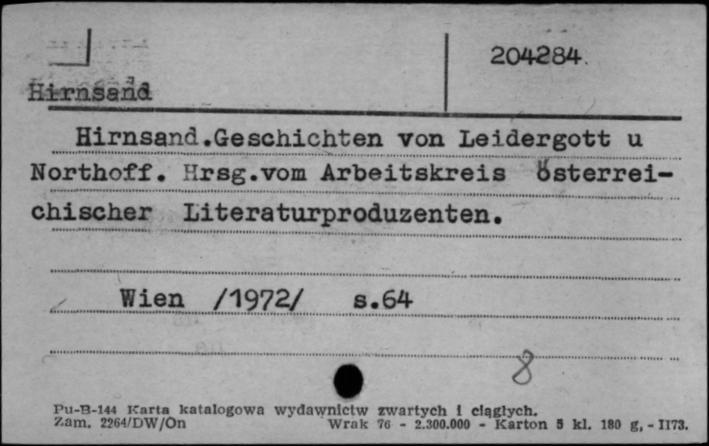 204284
Hirnsand
Hirnsand.Geschichten von Leidergott u
Northoff. Hrsg.vom Arbeitskreis österrei-
chischer Literaturproduzenten.
Wien /1972/ s.64
8
Pu-B-144 Karta katalogowa wydawnictw zwartych i ciągłych.
Zam. 2264/DW/On Wrak 76 - 2.300.000 - Karton 5 kl. 180 g, - II73.